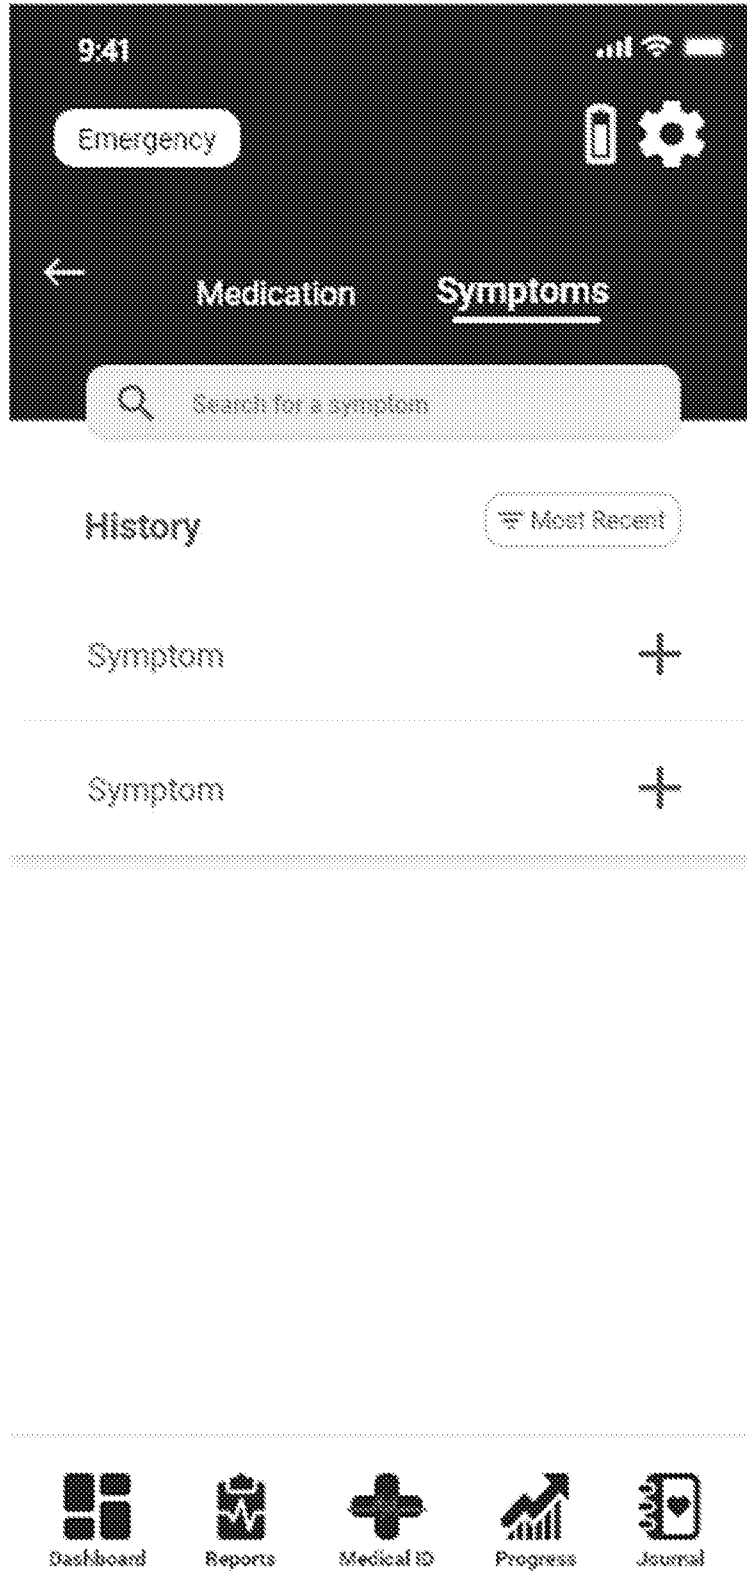 9:41
Emergency
Medication Symptoms
Search for a symptom
History
Most Recent
Symptom
Symptom
Dashboard Reports Medical ID Progress Journal